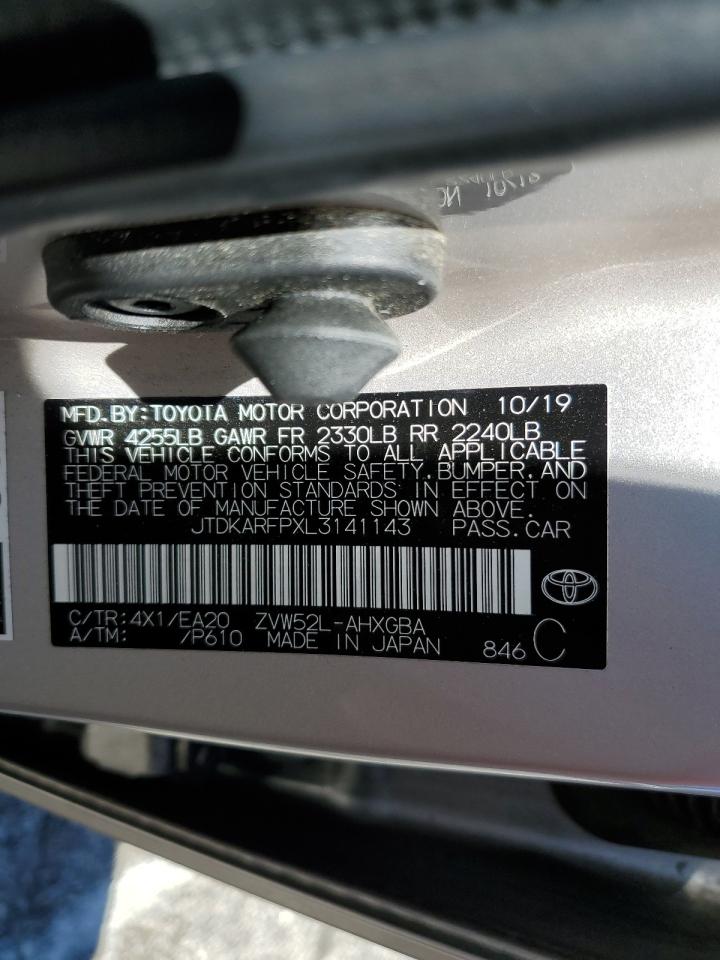 MFD.BY:TOYOTA MOTOR CORPORATION 10/19
GVWR 4255LB GAWR FR 2330LB RR 2240LB
THIS VEHICLE CONFORMS TO ALL APPLICABLE
FEDERAL MOTOR VEHICLE SAFETY,BUMPER,AND
THEFT PREVENTION STANDARDS IN EFFECT ON
THE DATE OF MANUFACTURE SHOWN ABOVE.
JTDKARFPXL3141143 PASS.CAR
C/TR:4X1/EA20 ZVW52L-AHXGBA
A/TM: /P610 MADE IN JAPAN 846 C